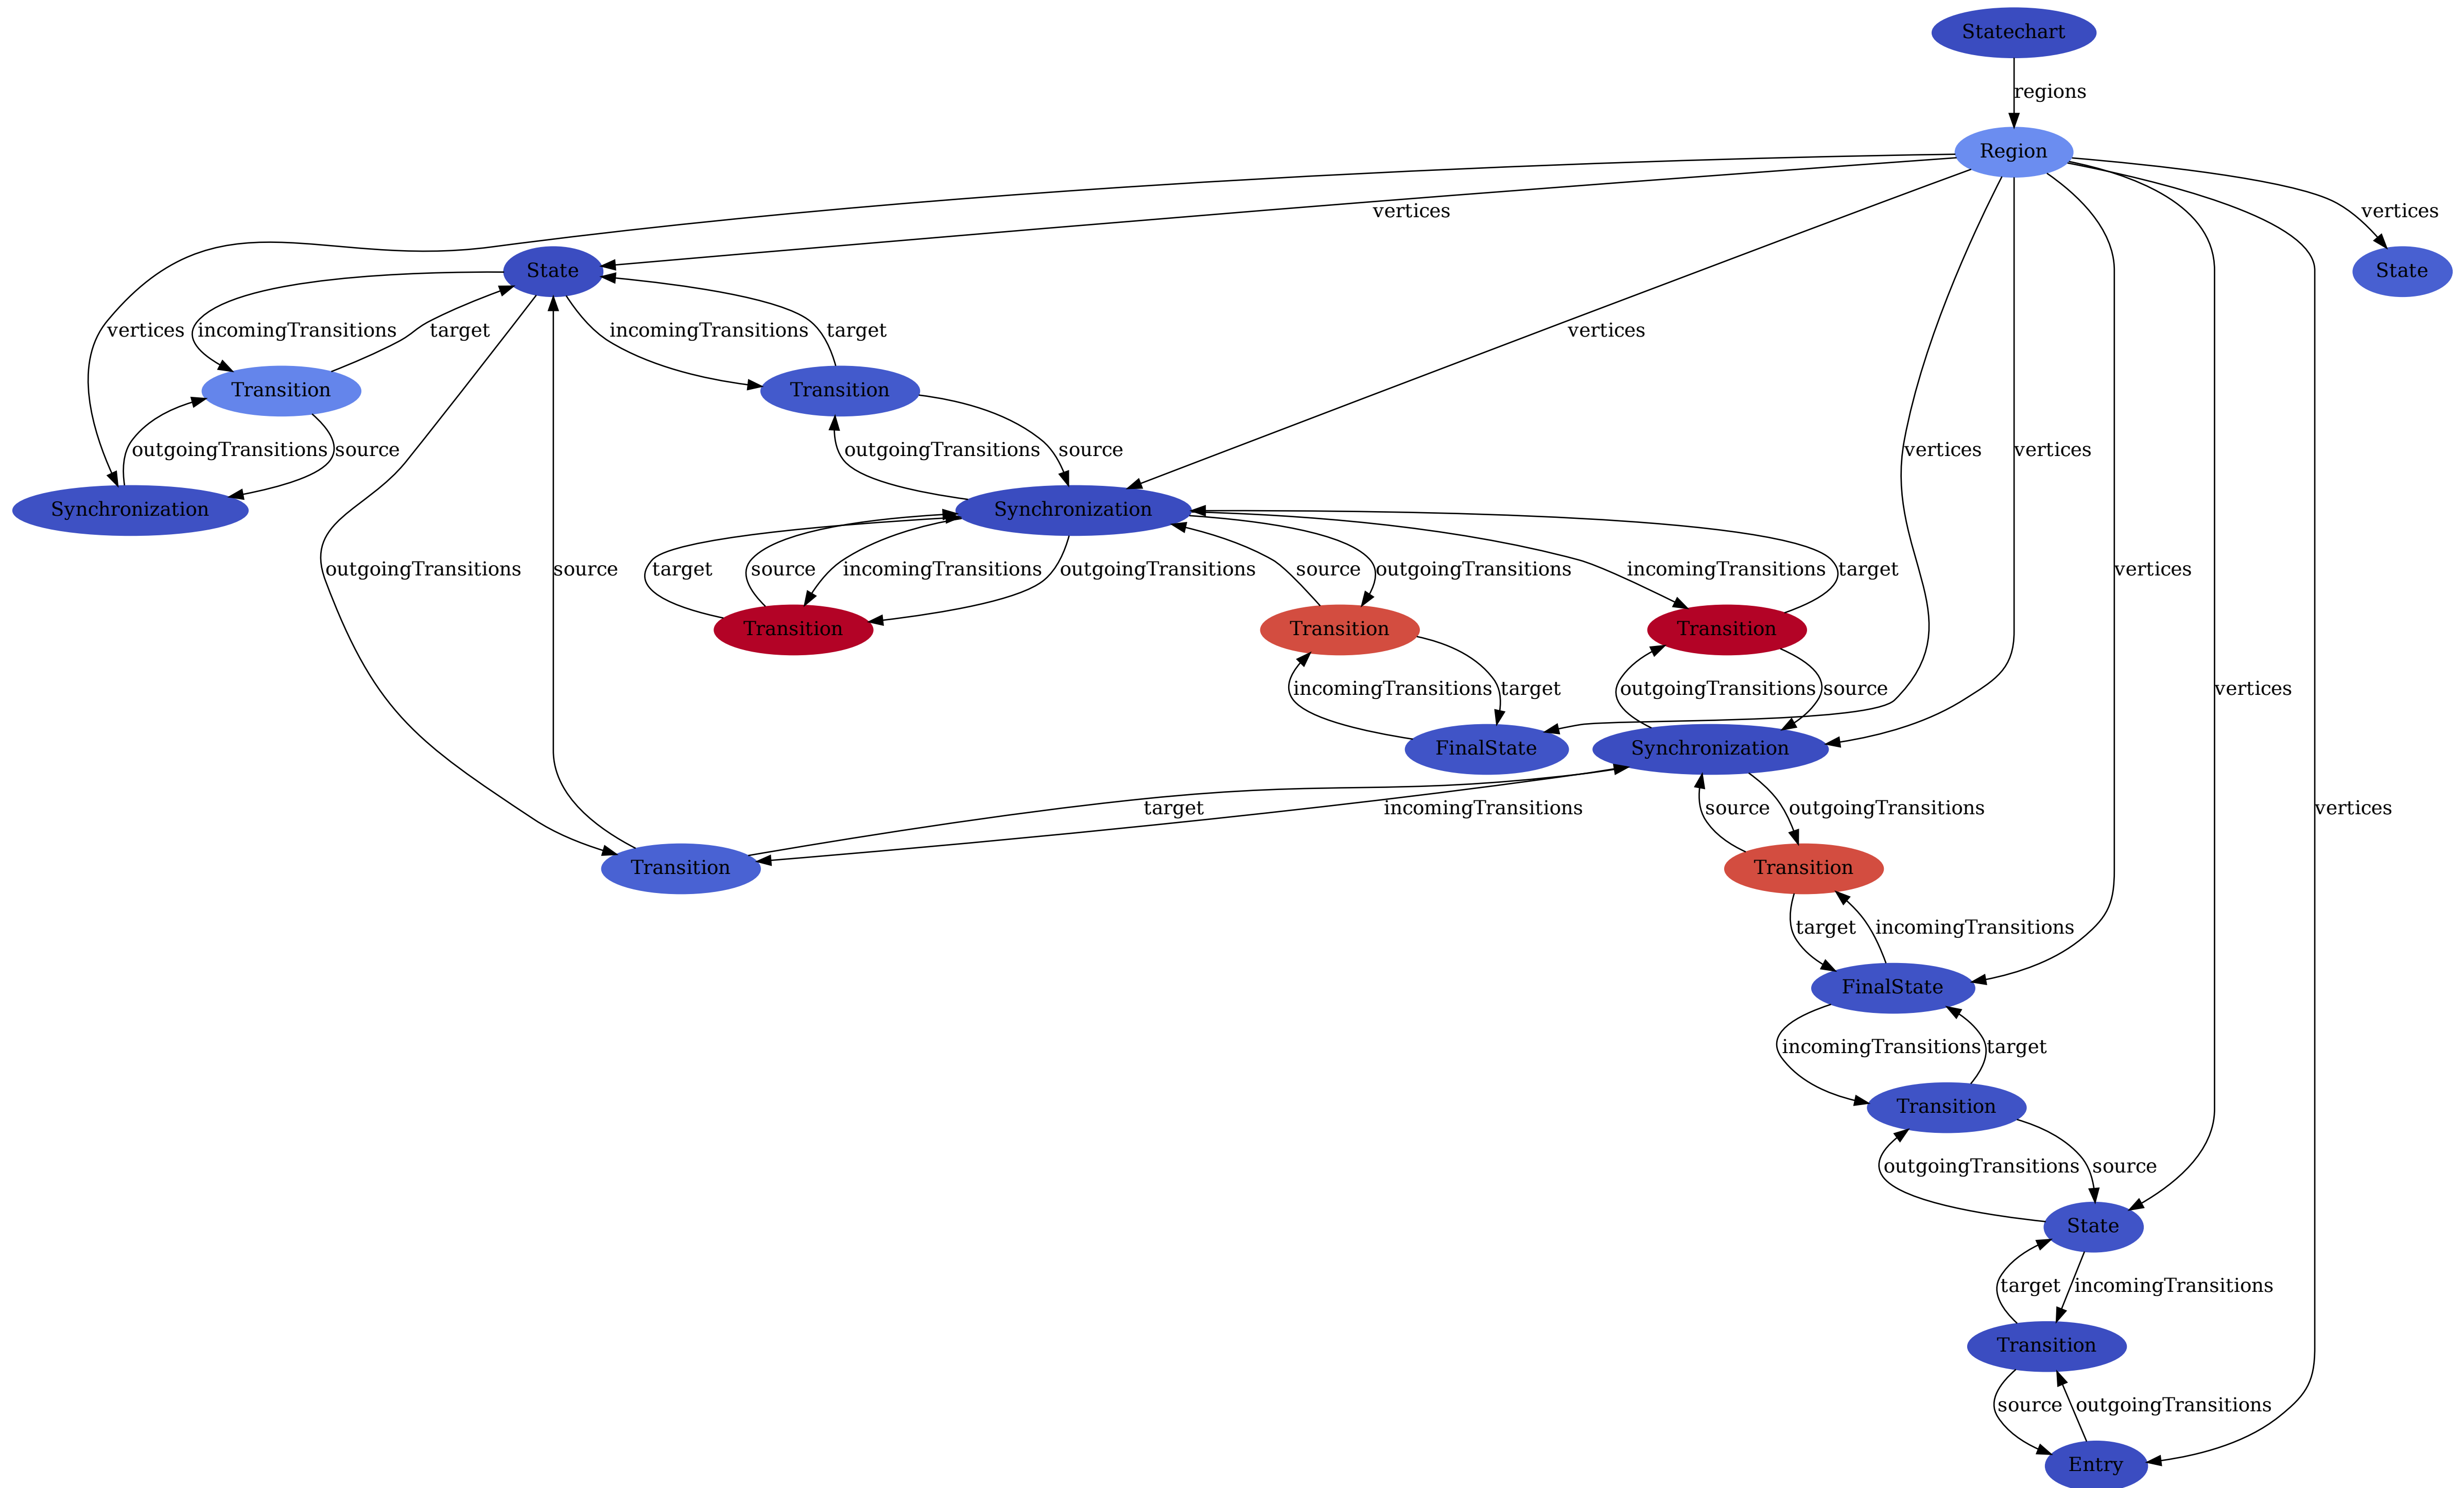 Statechart
regions
Region
vertices
vertices
State
State
vertices
incomingTransitions
target
incomingTransitions
target
vertices
Transition
Transition
outgoingTransitions
source
outgoingTransitions
source
vertices
vertices
Synchronization
Synchronization
outgoingTransitions
source
target
source
incomingTransitions
outgoingTransitions
source
outgoingTransitions
incomingTransitions
target
vertices
Transition
Transition
Transition
incomingTransitions
target
outgoingTransitions
source
vertices
FinalState
Synchronization
target
incomingTransitions
source
outgoingTransitions
vertices
Transition
Transition
target
incomingTransitions
FinalState
incomingTransitions
target
Transition
outgoingTransitions
source
State
target
incomingTransitions
Transition
source
outgoingTransitions
Entry